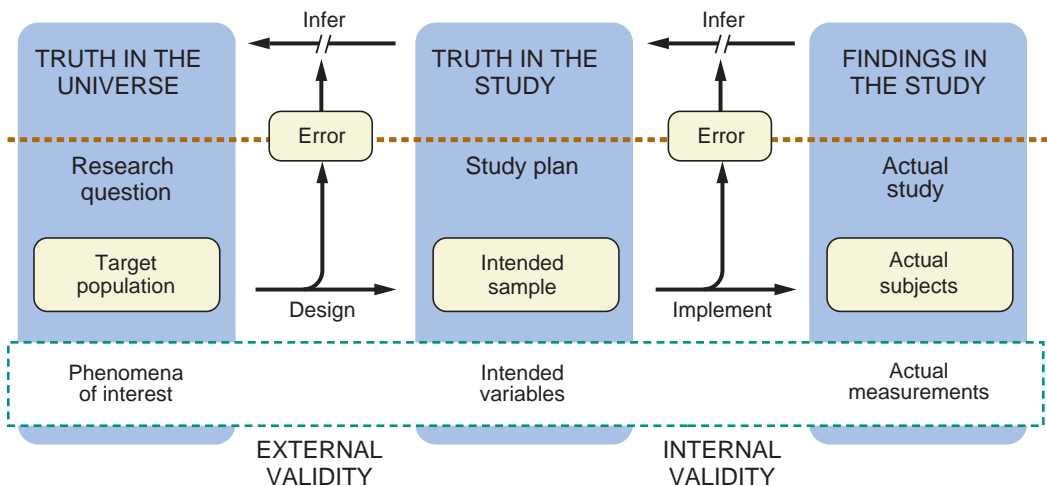 Infer
Infer
TRUTH IN THE
UNIVERSE
TRUTH IN THE
STUDY
FINDINGS IN
THE STUDY
Error
Error
Research
question
Study plan
Actual
study
Target
population
Intended
sample
Actual
subjects
Design
Implement
Phenomena
of interest
Intended
variables
Actual
measurements
EXTERNAL
VALIDITY
INTERNAL
VALIDITY